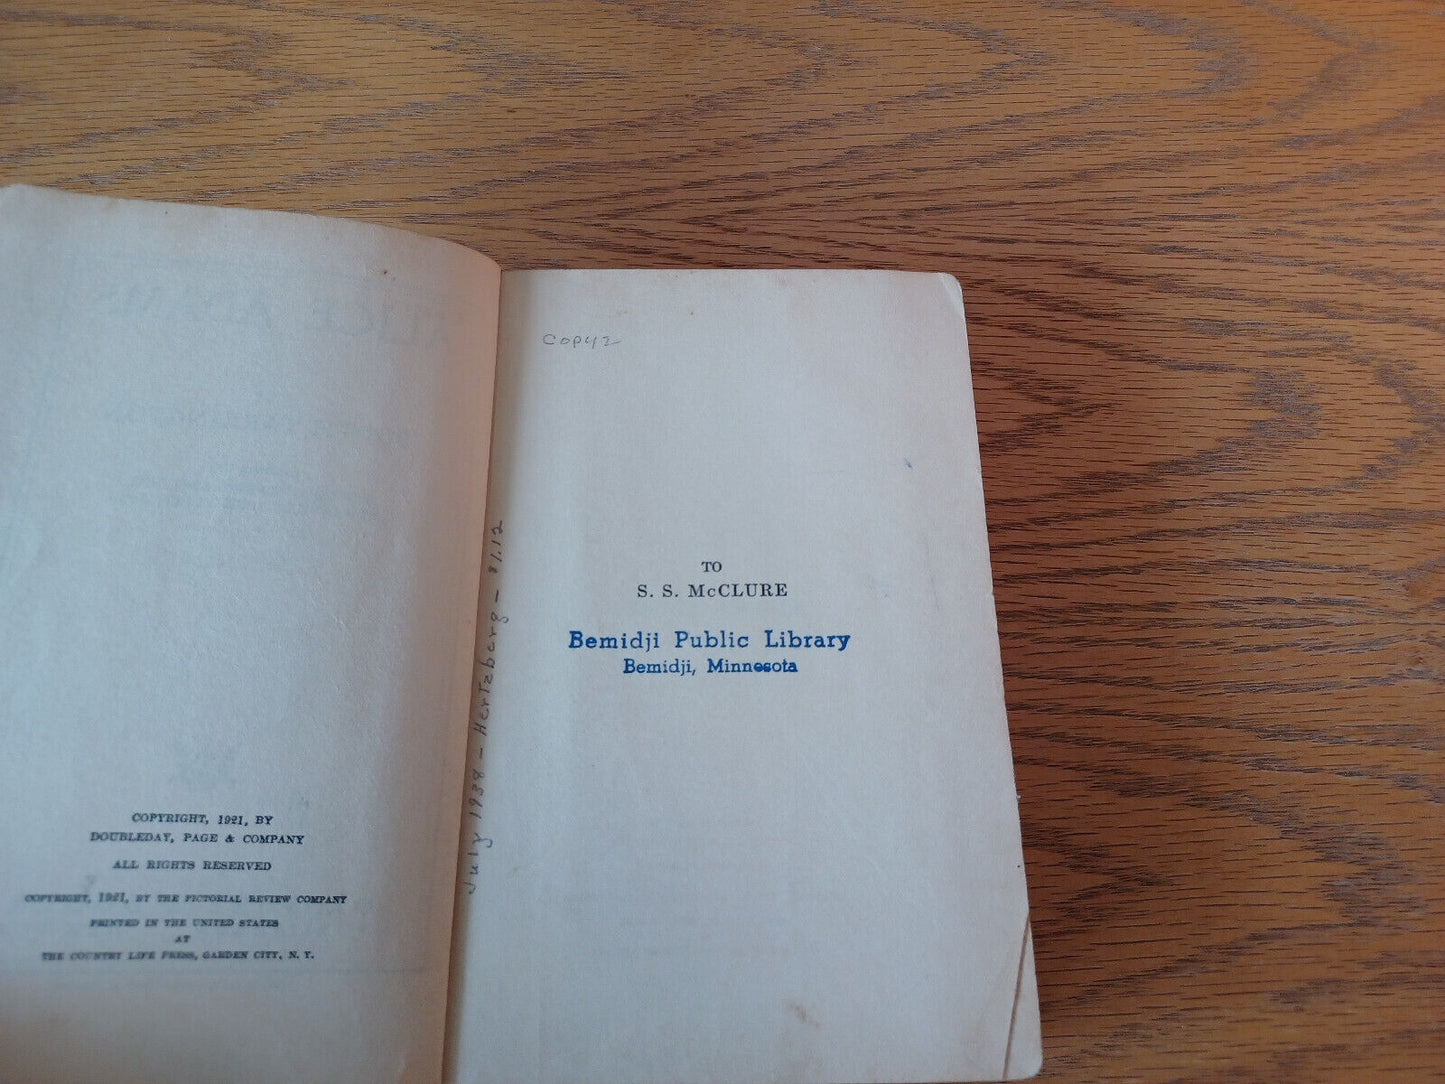 COPYRIGHT, 1921, BY
DOUBLEDAY, PAGE & COMPANY
ALL RIGHTS RESERVED
COPYRIGHT, 1921, BY THE PICTORIAL REVIEW COMPANY
PRINTED IN THE UNITED STATES
AT
THE COUNTRY LIFE PRESS, GARDEN CITY, N. Y.
July 1938 - Hertzberg - $1.12
Copy 2
TO
S. S. McCLURE
Bemidji Public Library
Bemidji, Minnesota